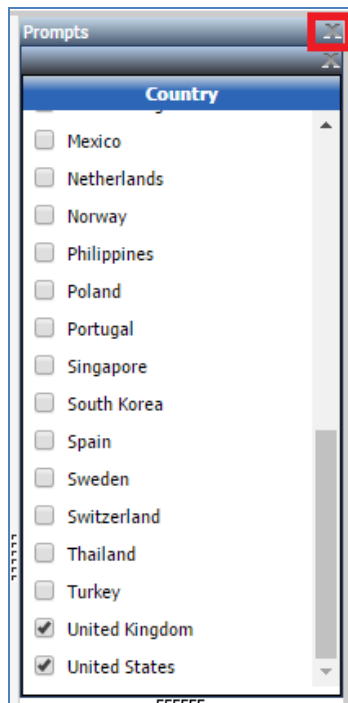 Prompts
Country
Mexico
Netherlands
Norway
Philippines
Poland
Portugal
Singapore
South Korea
Spain
Sweden
Switzerland
Thailand
Turkey
United Kingdom
United States